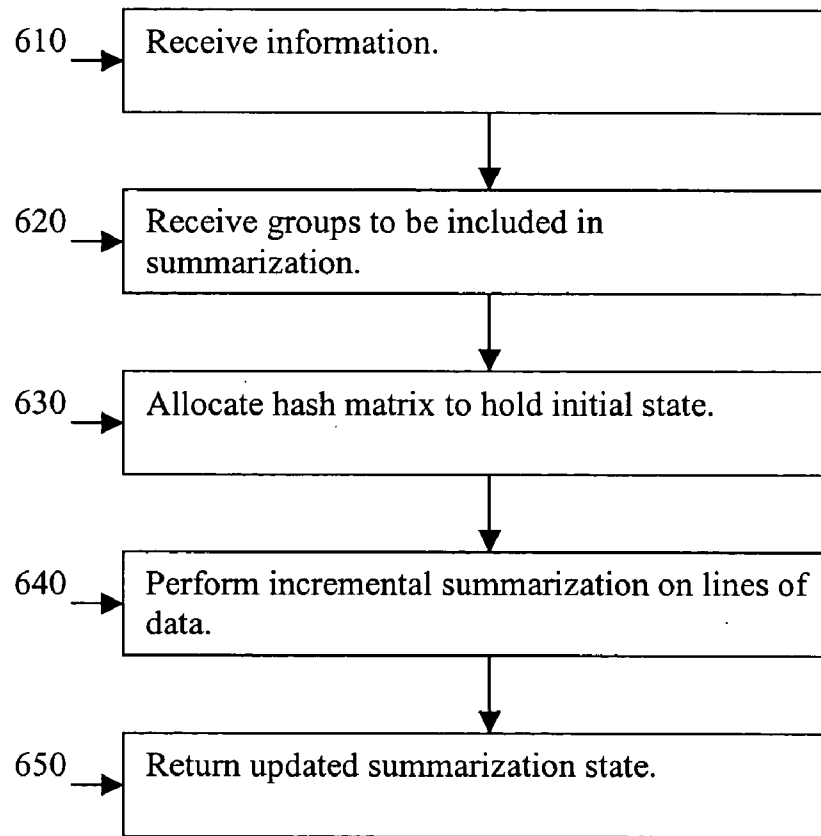 610
Receive information.
620
Receive groups to be included in
summarization.
630
Allocate hash matrix to hold initial state.
640
Perform incremental summarization on lines of
data.
650
Return updated summarization state.